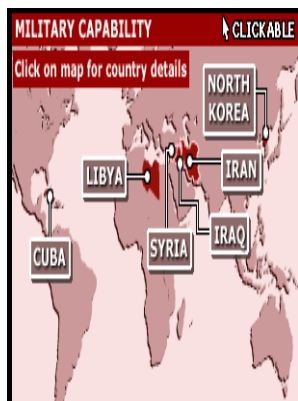 MILITARY CAPABILITY
CLICKABLE
Click on map for country details
NORTH
KOREA
LIBYA
IRAN
CUBA
SYRIA
IRAQ